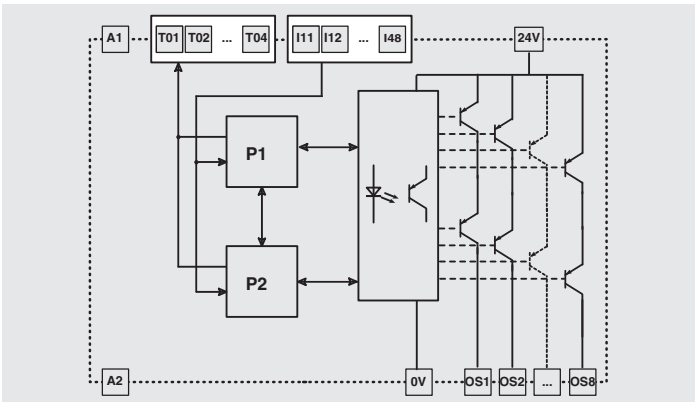 A1 T01 T02 ... T04 I11 I12 ... I48 24V
P1
P2
A2 0V OS1 OS2 ... OS8